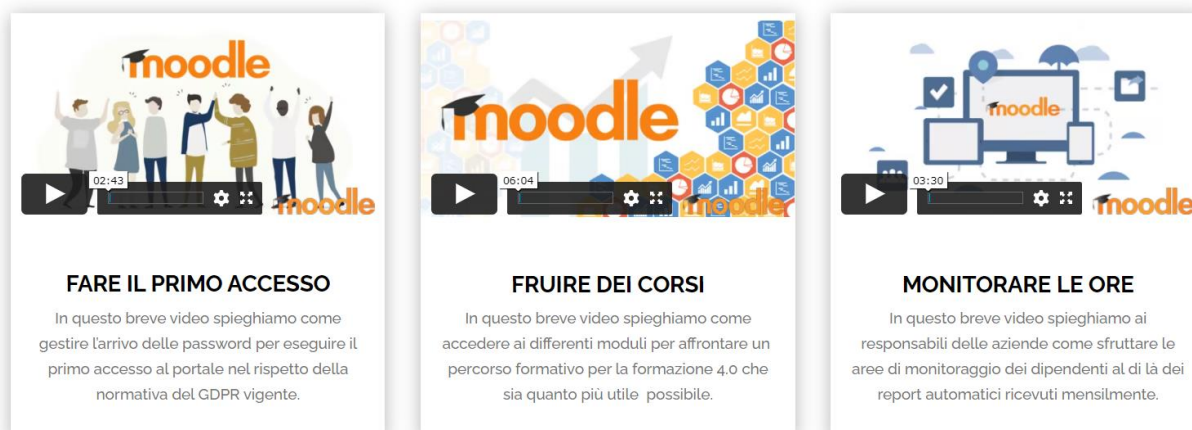 moodle
02:43
moodle
FARE IL PRIMO ACCESSO
In questo breve video spieghiamo come
gestire l'arrivo delle password per eseguire il
primo accesso al portale nel rispetto della
normativa del GDPR vigente.
moodle
06:04
moodle
FRUIRE DEI CORSI
In questo breve video spieghiamo come
accedere ai differenti moduli per affrontare un
percorso formativo per la formazione 4.0 che
sia quanto più utile possibile.
moodle
03:30
moodle
MONITORARE LE ORE
In questo breve video spieghiamo ai
responsabili delle aziende come sfruttare le
aree di monitoraggio dei dipendenti al di là dei
report automatici ricevuti mensilmente.